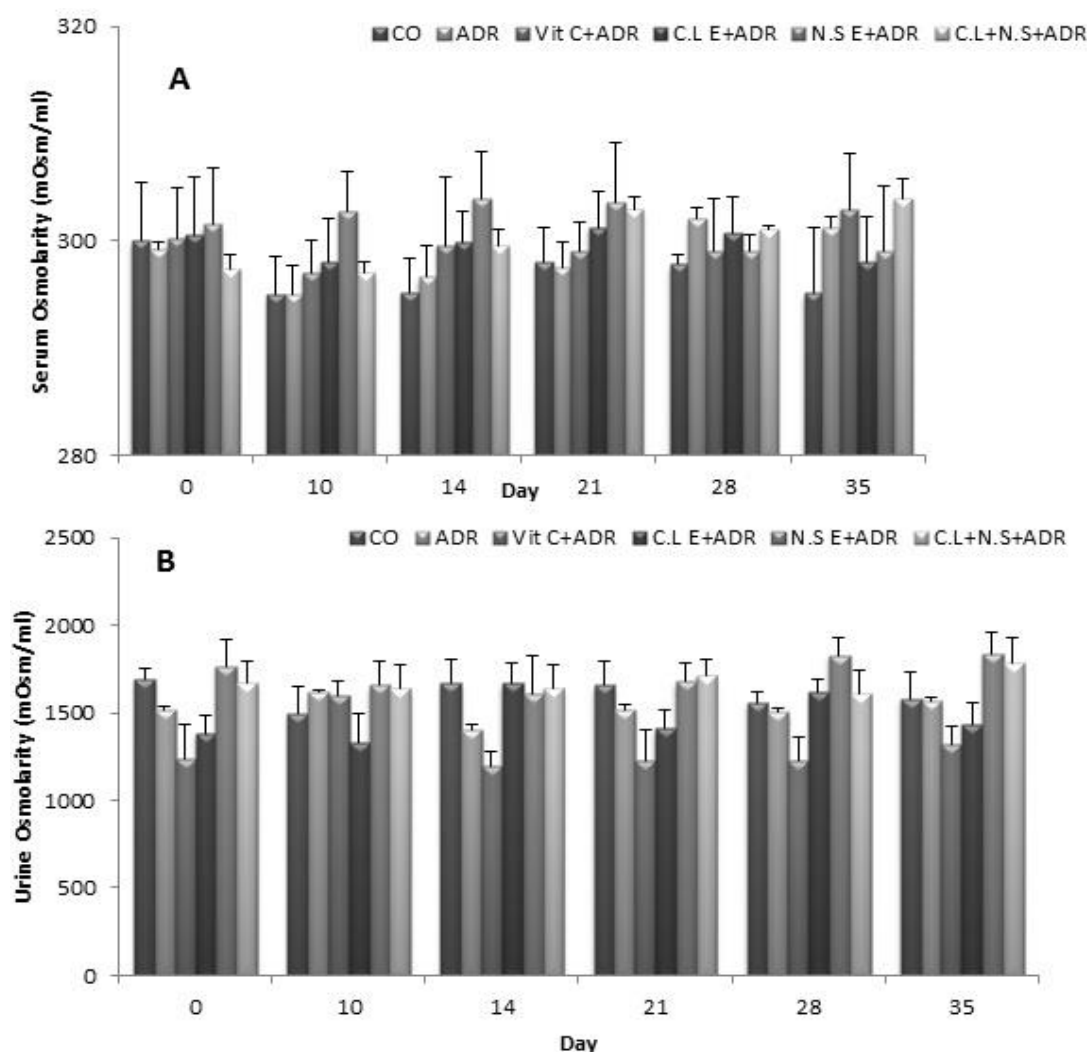 320
CO ADR Vit C+ADR C.L E+ADR N.S E+ADR C.L+N.S+ADR
A
Serum Osmolarity (mOsm/ml)
300
280
0 10 14 21 28 35
Day
2500
CO ADR Vit C+ADR C.L E+ADR N.S E+ADR C.L+N.S+ADR
B
Urine Osmolarity (mOsm/ml)
2000
1500
1000
500
0
0 10 14 21 28 35
Day